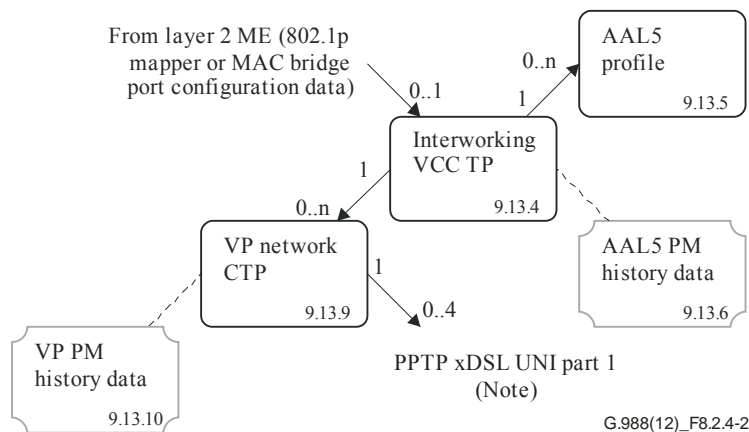 From layer 2 ME (802.1p
mapper or MAC bridge
port configuration data)
0..1
AAL5
profile
9.13.5
0..n
1
Interworking
VCC TP
9.13.4
1
0..n
VP network
CTP
9.13.9
1
0..4
AAL5 PM
history data
9.13.6
VP PM
history data
9.13.10
PPTP xDSL UNI part 1
(Note)
G.988(12)_F8.2.4-2